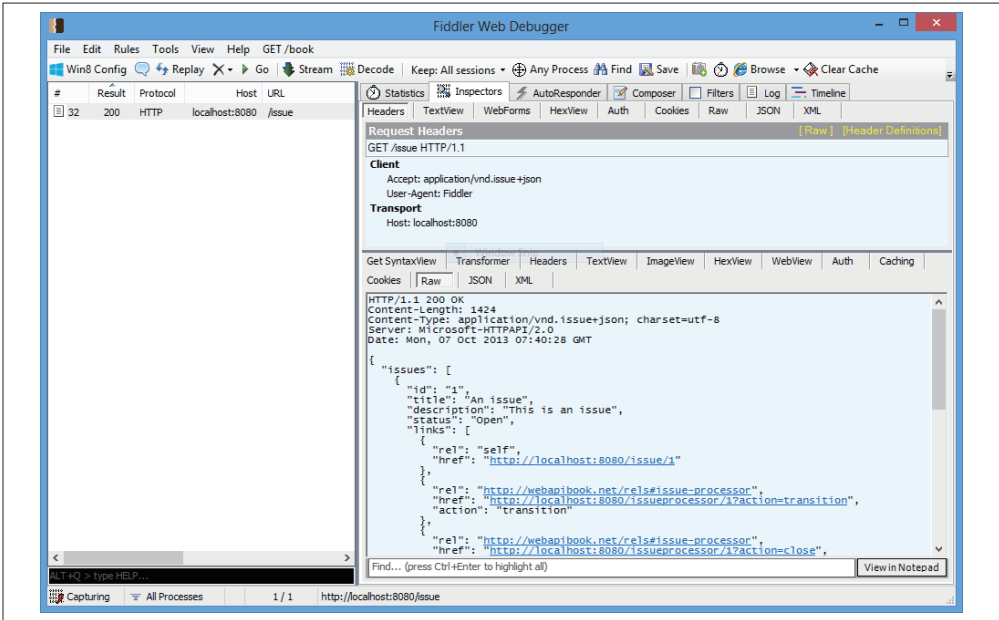 Fiddler Web Debugger
File Edit Rules Tools View Help GET /book
Win8 Config Replay Go Stream Decode Keep: All sessions Any Process Find Save Browse Clear Cache
# Result Protocol Host URL
32 200 HTTP localhost:8080 /issue
Statistics Inspectors AutoResponder Composer Filters Log Timeline
Headers TextView WebForms HexView Auth Cookies Raw JSON XML
Request Headers [ Raw ] [Header Definitions]
GET /issue HTTP/1.1
Client
Accept: application/vnd.issue+json
User-Agent: Fiddler
Transport
Host: localhost:8080
Get SyntaxView Transformer Headers TextView ImageView HexView WebView Auth Caching
Cookies Raw JSON XML
HTTP/1.1 200 OK
Content-Length: 1424
Content-Type: application/vnd.issue+json; charset=utf-8
Server: Microsoft-HTTPAPI/2.0
Date: Mon, 07 Oct 2013 07:40:28 GMT
{
"issues": [
{
"id": "1",
"title": "An issue",
"description": "This is an issue",
"status": "Open",
"links": [
{
"rel": "self",
"href": "http://localhost:8080/issue/1"
},
{
"rel": "http://webapibook.net/rels#issue-processor",
"href": "http://localhost:8080/issueprocessor/1?action=transition",
"action": "transition"
},
{
"rel": "http://webapibook.net/rels#issue-processor",
"href": "http://localhost:8080/issueprocessor/1?action=close",
Find... (press Ctrl+Enter to highlight all) View in Notepad
ALT+Q > type HELP...
Capturing All Processes 1 / 1 http://localhost:8080/issue